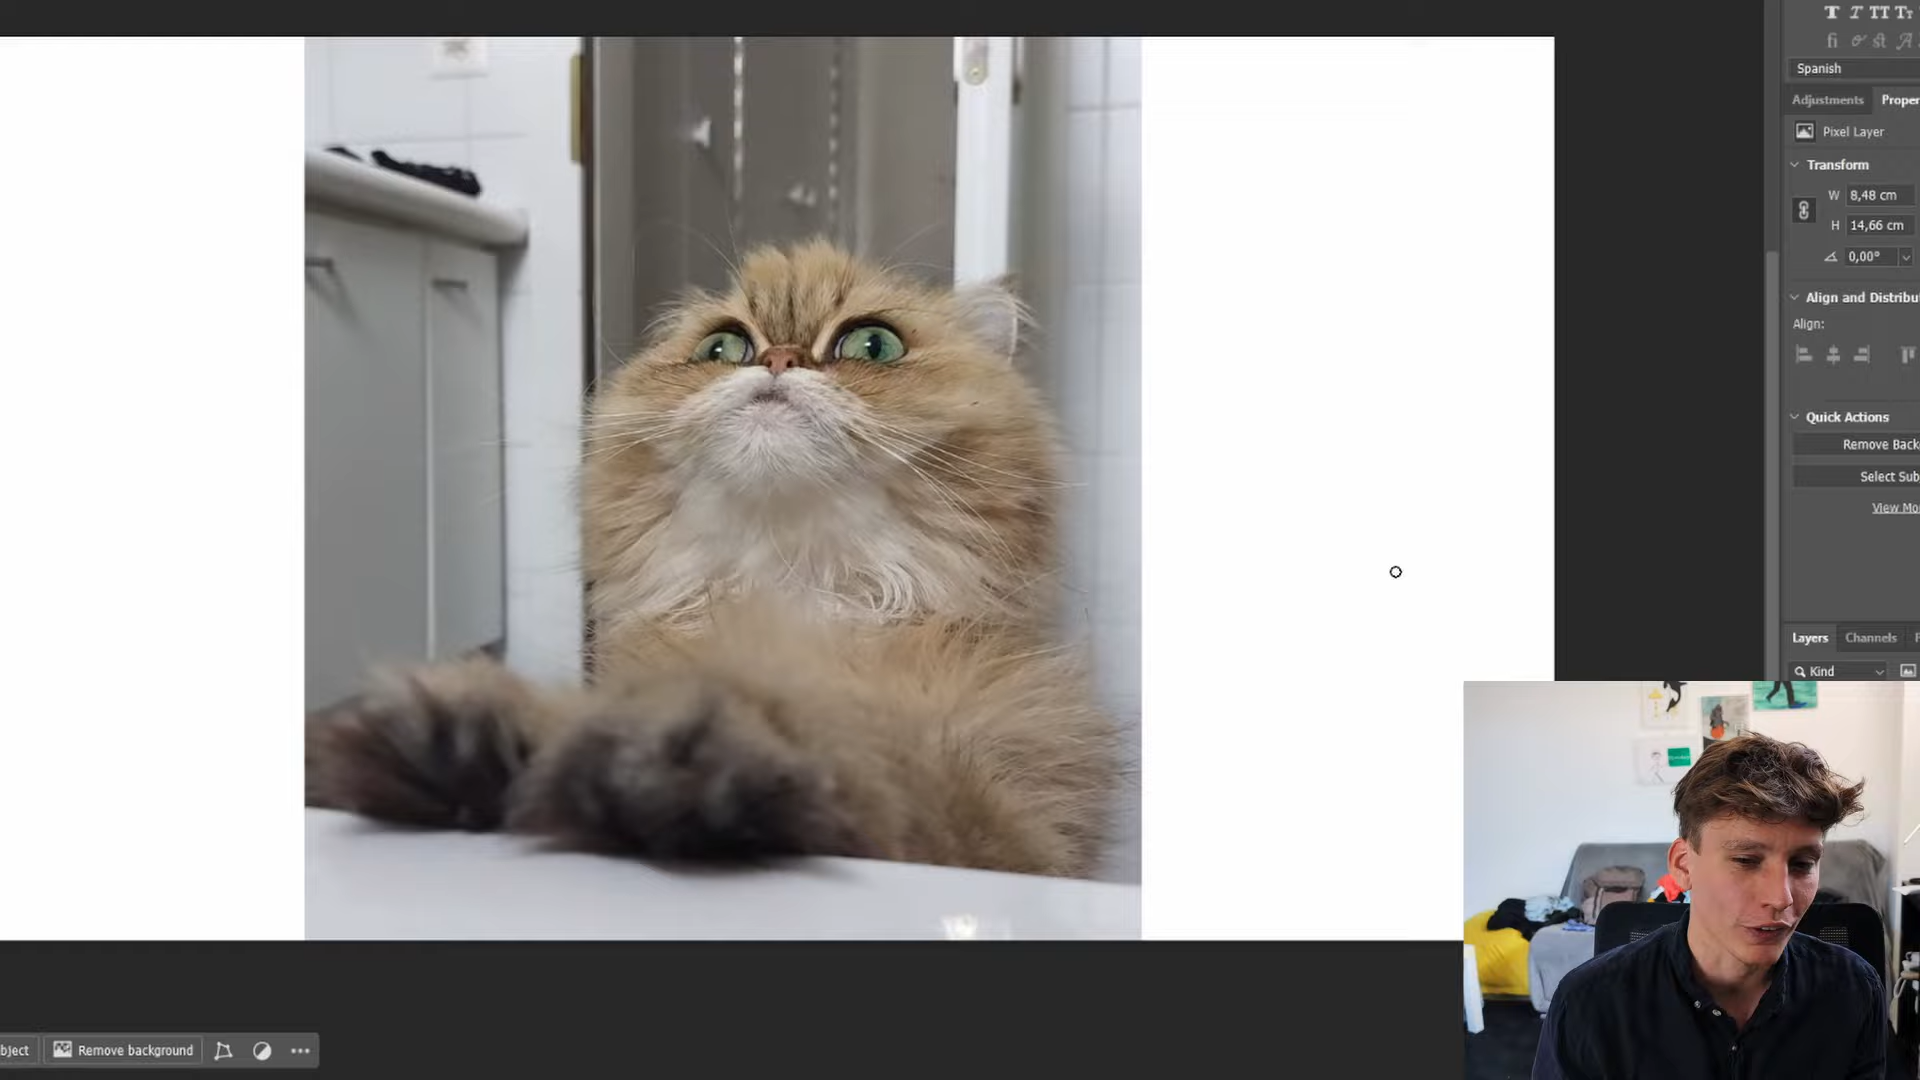 Spanish
Adjustments
Proper
Pixel Layer
Transform
W 8,48 cm
H 14,66 cm
0,00°
Align and Distribu
Align:
Quick Actions
Remove Back
Select Sub
View Mo
Layers Channels P
Kind
bject
Remove background